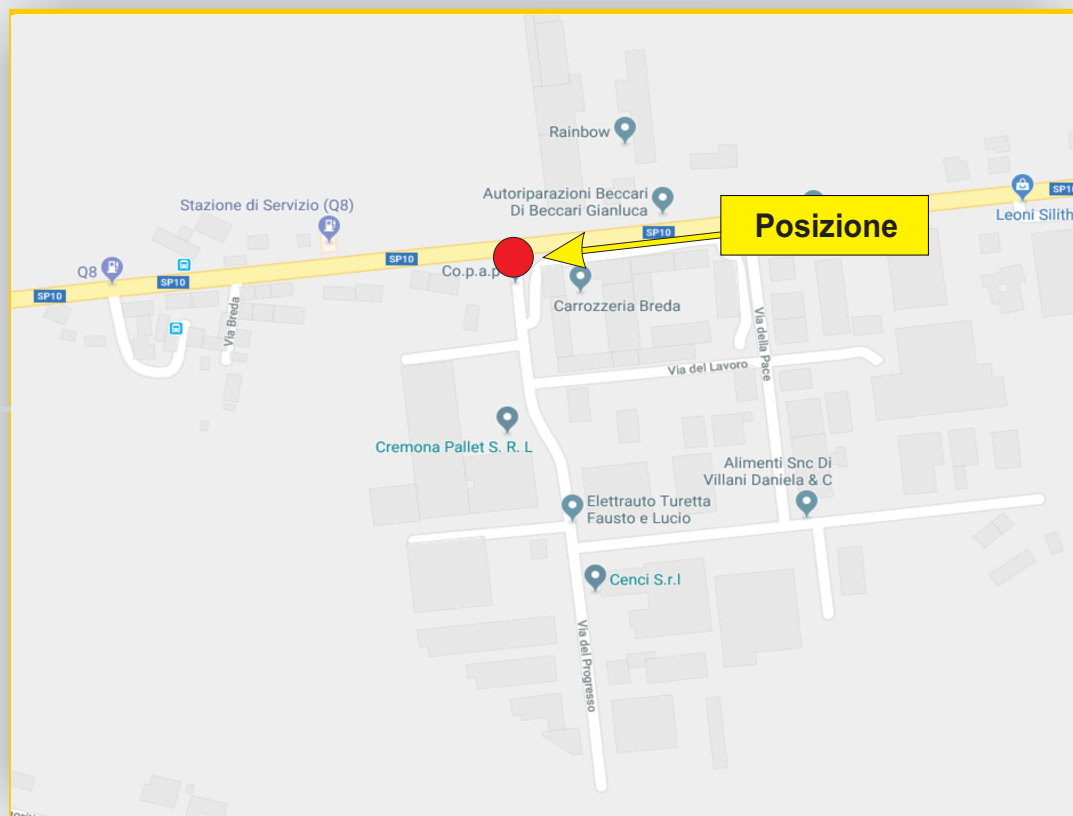 Rainbow
Autoriparazioni Beccari
Di Beccari Gianluca
Stazione di Servizio (Q8)
Posizione
SP10
Leoni Silith
SP10
SP10
Q8
SP10
SP10
Co.p.a.p
Carrozzeria Breda
Via Breda
Via della Pace
Via del Lavoro
Cremona Pallet S. R. L
Alimenti Snc Di
Villani Daniela & C
Elettrauto Turetta
Fausto e Lucio
Cenci S.r.l
Via del Progresso